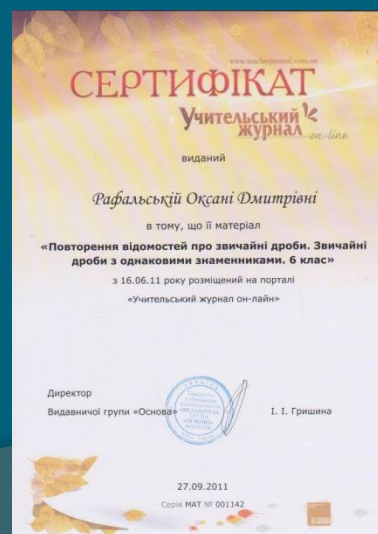 www.teacherjournal.com.ua
СЕРТИФІКАТ
Учительський
журнал on-line
виданий
Рафальській Оксані Дмитрівні
в тому, що її матеріал
«Повторення відомостей про звичайні дроби. Звичайні
дроби з однаковими знаменниками. 6 клас»
з 16.06.11 року розміщений на порталі
«Учительський журнал он-лайн»
Директор
Видавничої групи «Основа»
І. І. Гришина
27.09.2011
Серія МАТ № 001142